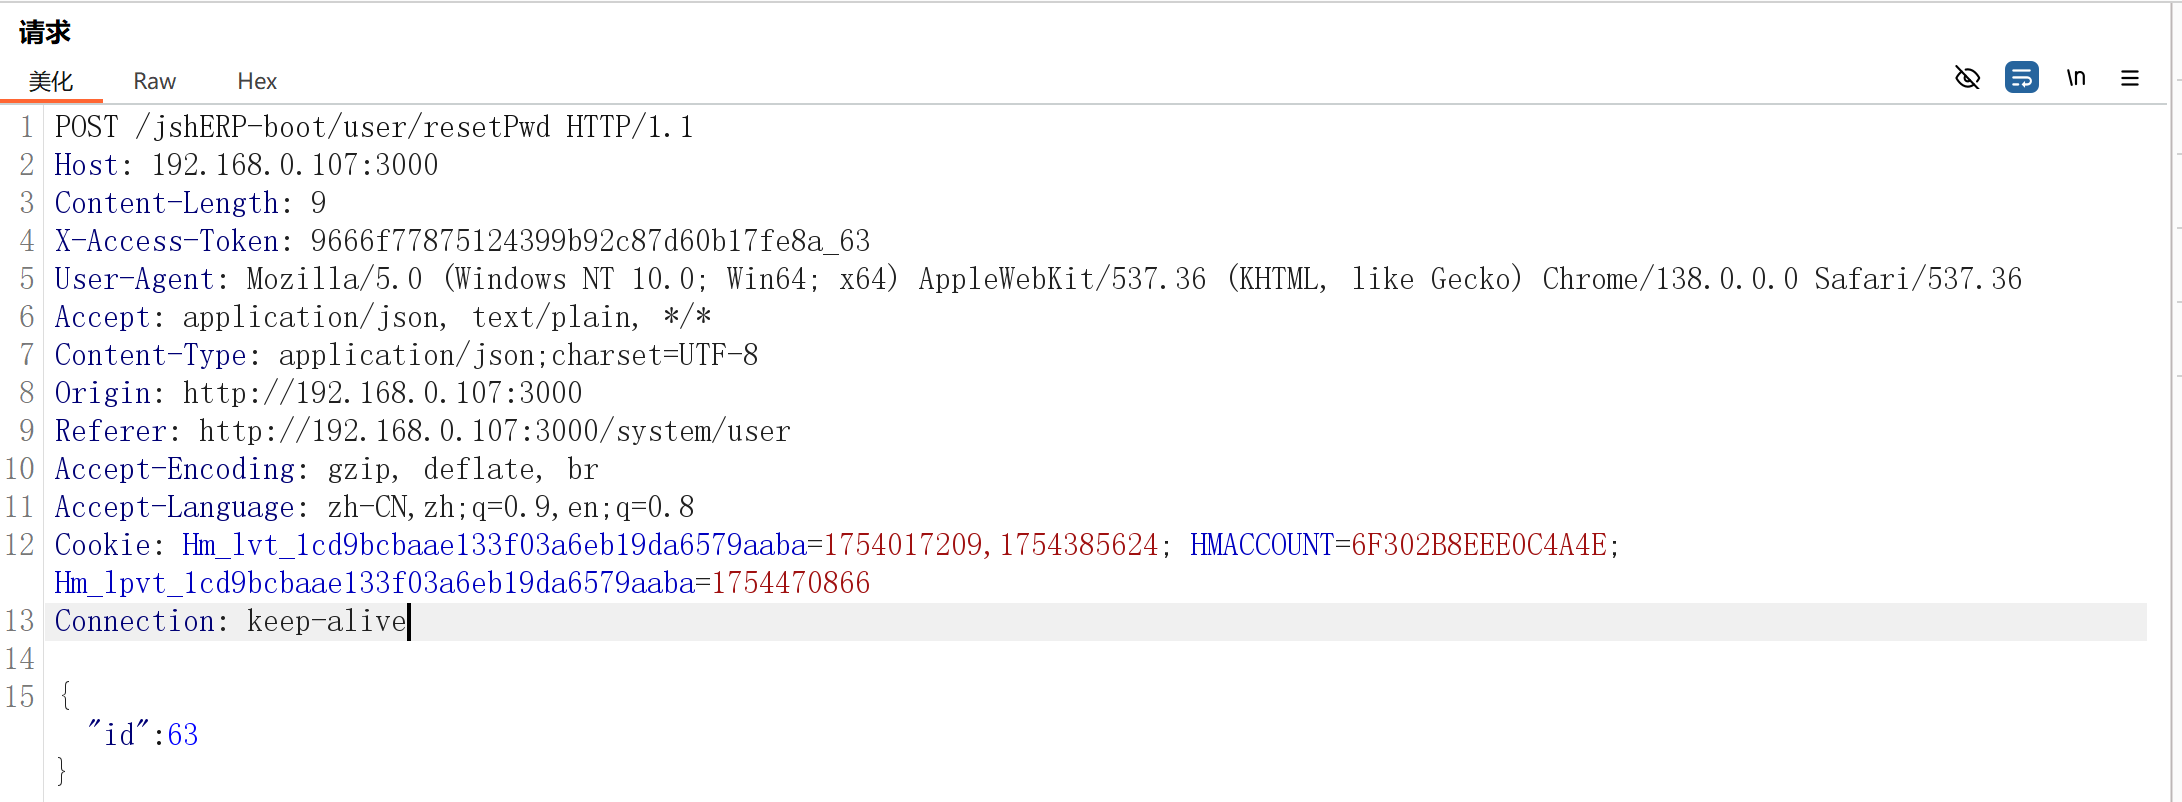 请求
美化 Raw Hex \n
1 POST /jshERP-boot/user/resetPwd HTTP/1.1
2 Host: 192.168.0.107:3000
3 Content-Length: 9
4 X-Access-Token: 9666f77875124399b92c87d60b17fe8a_63
5 User-Agent: Mozilla/5.0 (Windows NT 10.0; Win64; x64) AppleWebKit/537.36 (KHTML, like Gecko) Chrome/138.0.0.0 Safari/537.36
6 Accept: application/json, text/plain, */*
7 Content-Type: application/json;charset=UTF-8
8 Origin: http://192.168.0.107:3000
9 Referer: http://192.168.0.107:3000/system/user
10 Accept-Encoding: gzip, deflate, br
11 Accept-Language: zh-CN,zh;q=0.9,en;q=0.8
12 Cookie: Hm_lvt_1cd9bcbaae133f03a6eb19da6579aaba=1754017209,1754385624; HMACCOUNT=6F302B8EEE0C4A4E;
Hm_lpvt_1cd9bcbaae133f03a6eb19da6579aaba=1754470866
13 Connection: keep-alive
14
15 {
"id":63
}